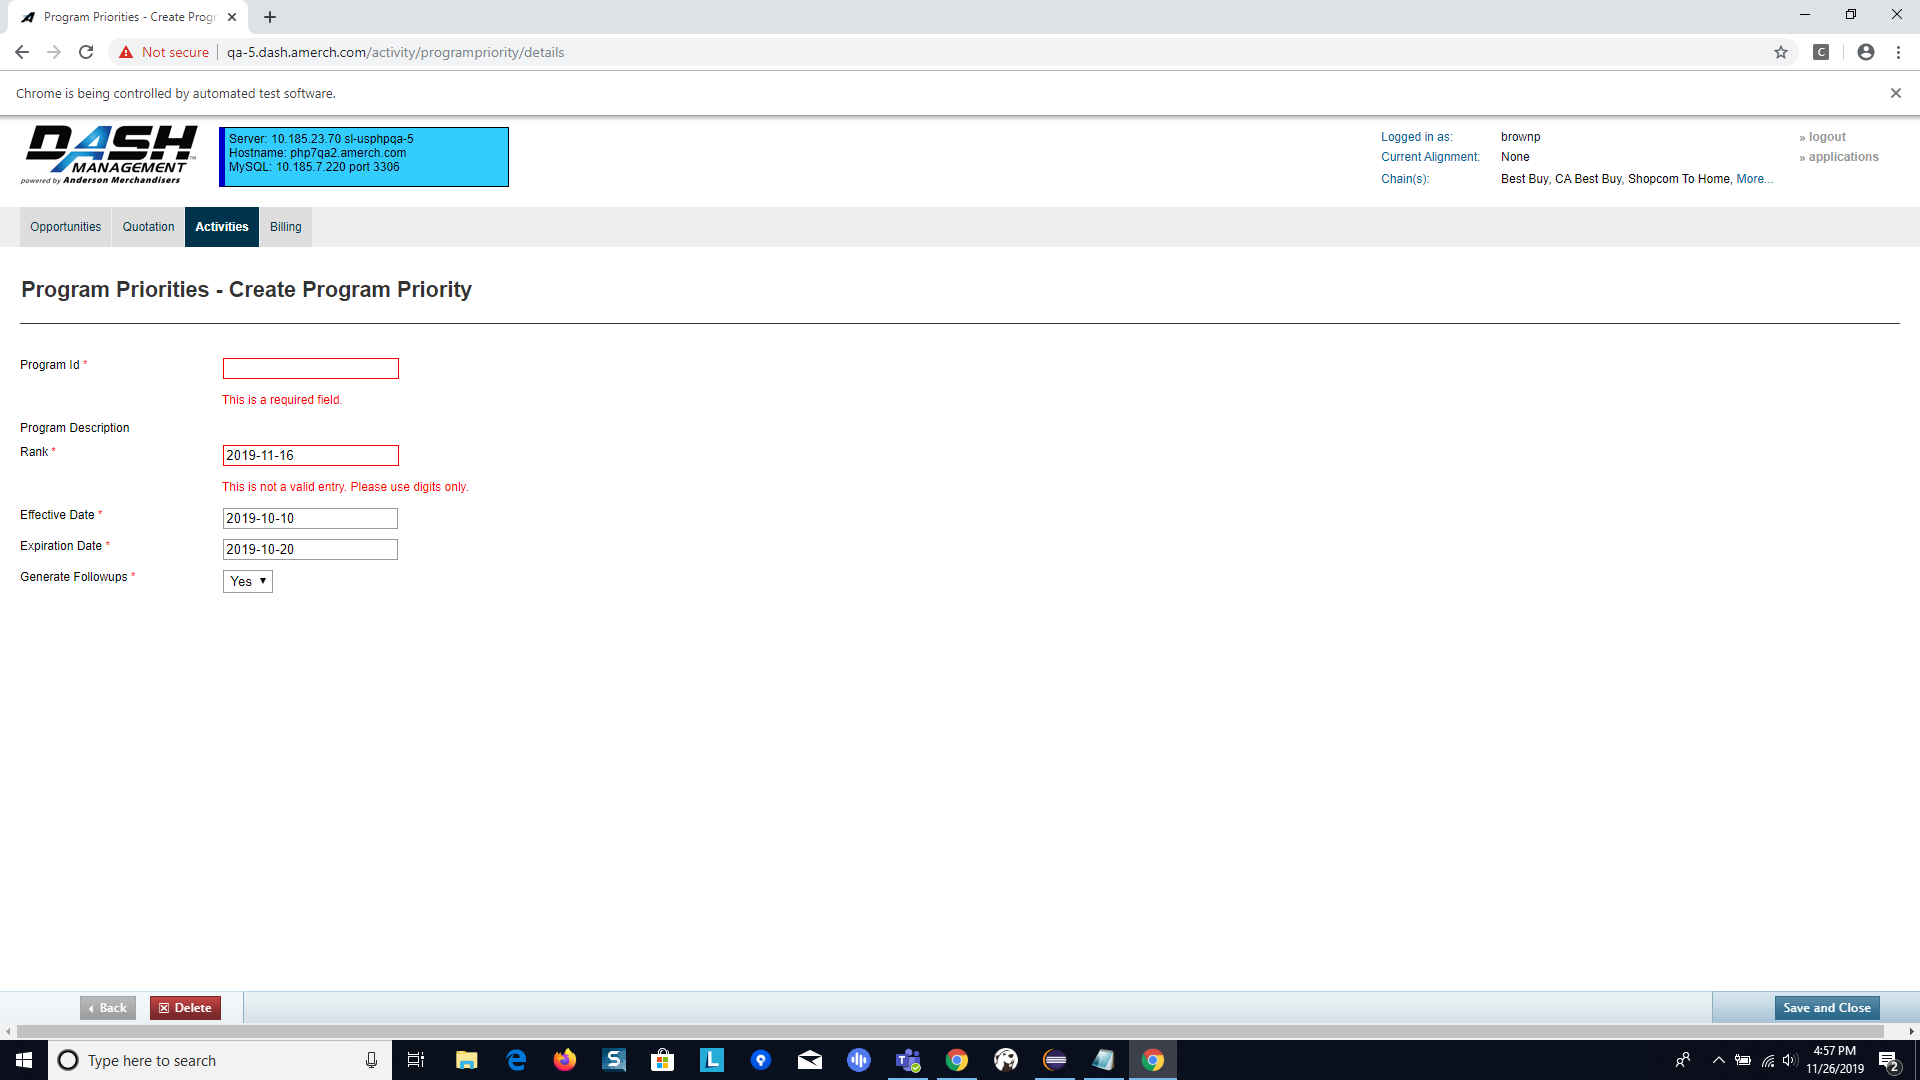 Program Priorities - Create Progr
Not secure
qa-5.dash.amerch.com/activity/programpriority/details
C
Chrome is being controlled by automated test software.
DASH
MANAGEMENT
powered by Anderson Merchandisers
Server: 10.185.23.70 sl-usphpqa-5
Hostname: php7qa2.amerch.com
MySQL: 10.185.7.220 port 3306
Logged in as: brownp
Current Alignment: None
Chain(s): Best Buy, CA Best Buy, Shopcom To Home, More...
» logout
» applications
Opportunities Quotation Activities Billing
Program Priorities - Create Program Priority
Program Id *
This is a required field.
Program Description
Rank * 2019-11-16
This is not a valid entry. Please use digits only.
Effective Date * 2019-10-10
Expiration Date * 2019-10-20
Generate Followups * Yes
Back Delete Save and Close
Type here to search
S
L
T
4:57 PM
11/26/2019
2